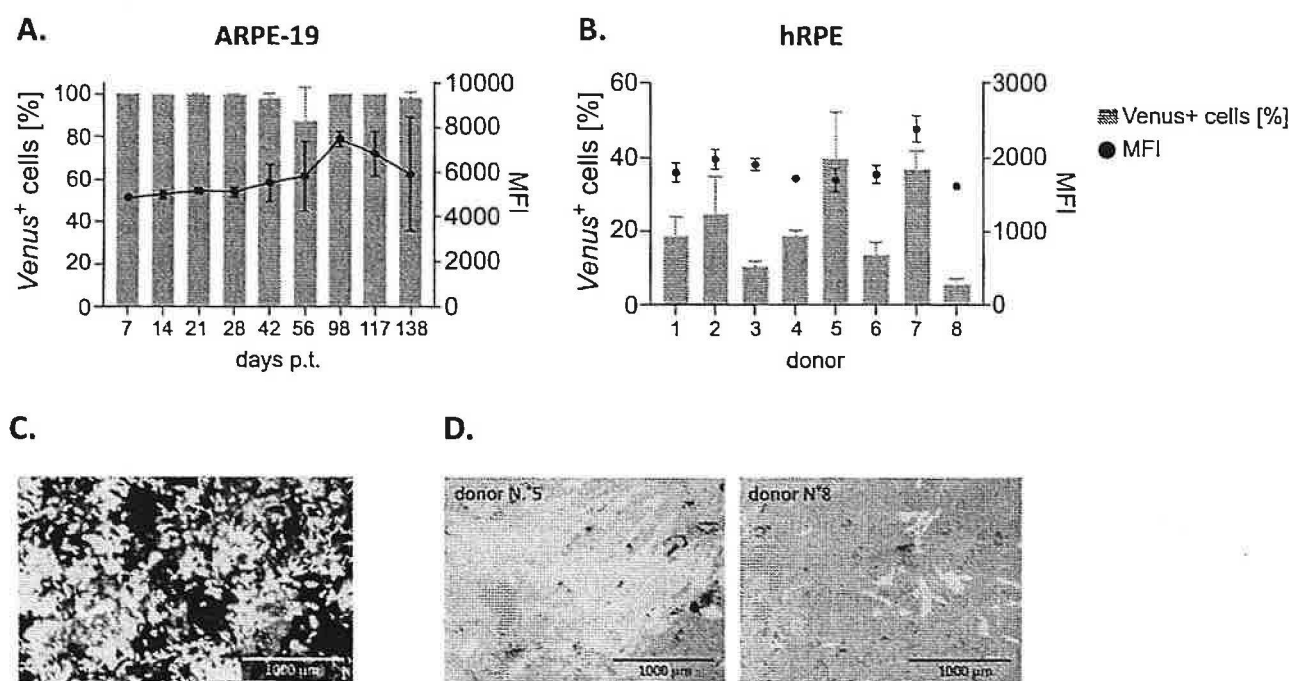 A.
ARPE-19
Venus+ cells [%]
100
80
60
40
20
0
10000
8000
6000
4000
2000
0
MFI
7 14 21 28 42 56 98 117 138
days p.t.
B.
hRPE
Venus+ cells [%]
60
40
20
0
3000
2000
1000
0
MFI
1 2 3 4 5 6 7 8
donor
Venus+ cells [%]
MFI
C.
1000 µm
D.
donor N.°5
1000 µm
donor N°8
1000 µm